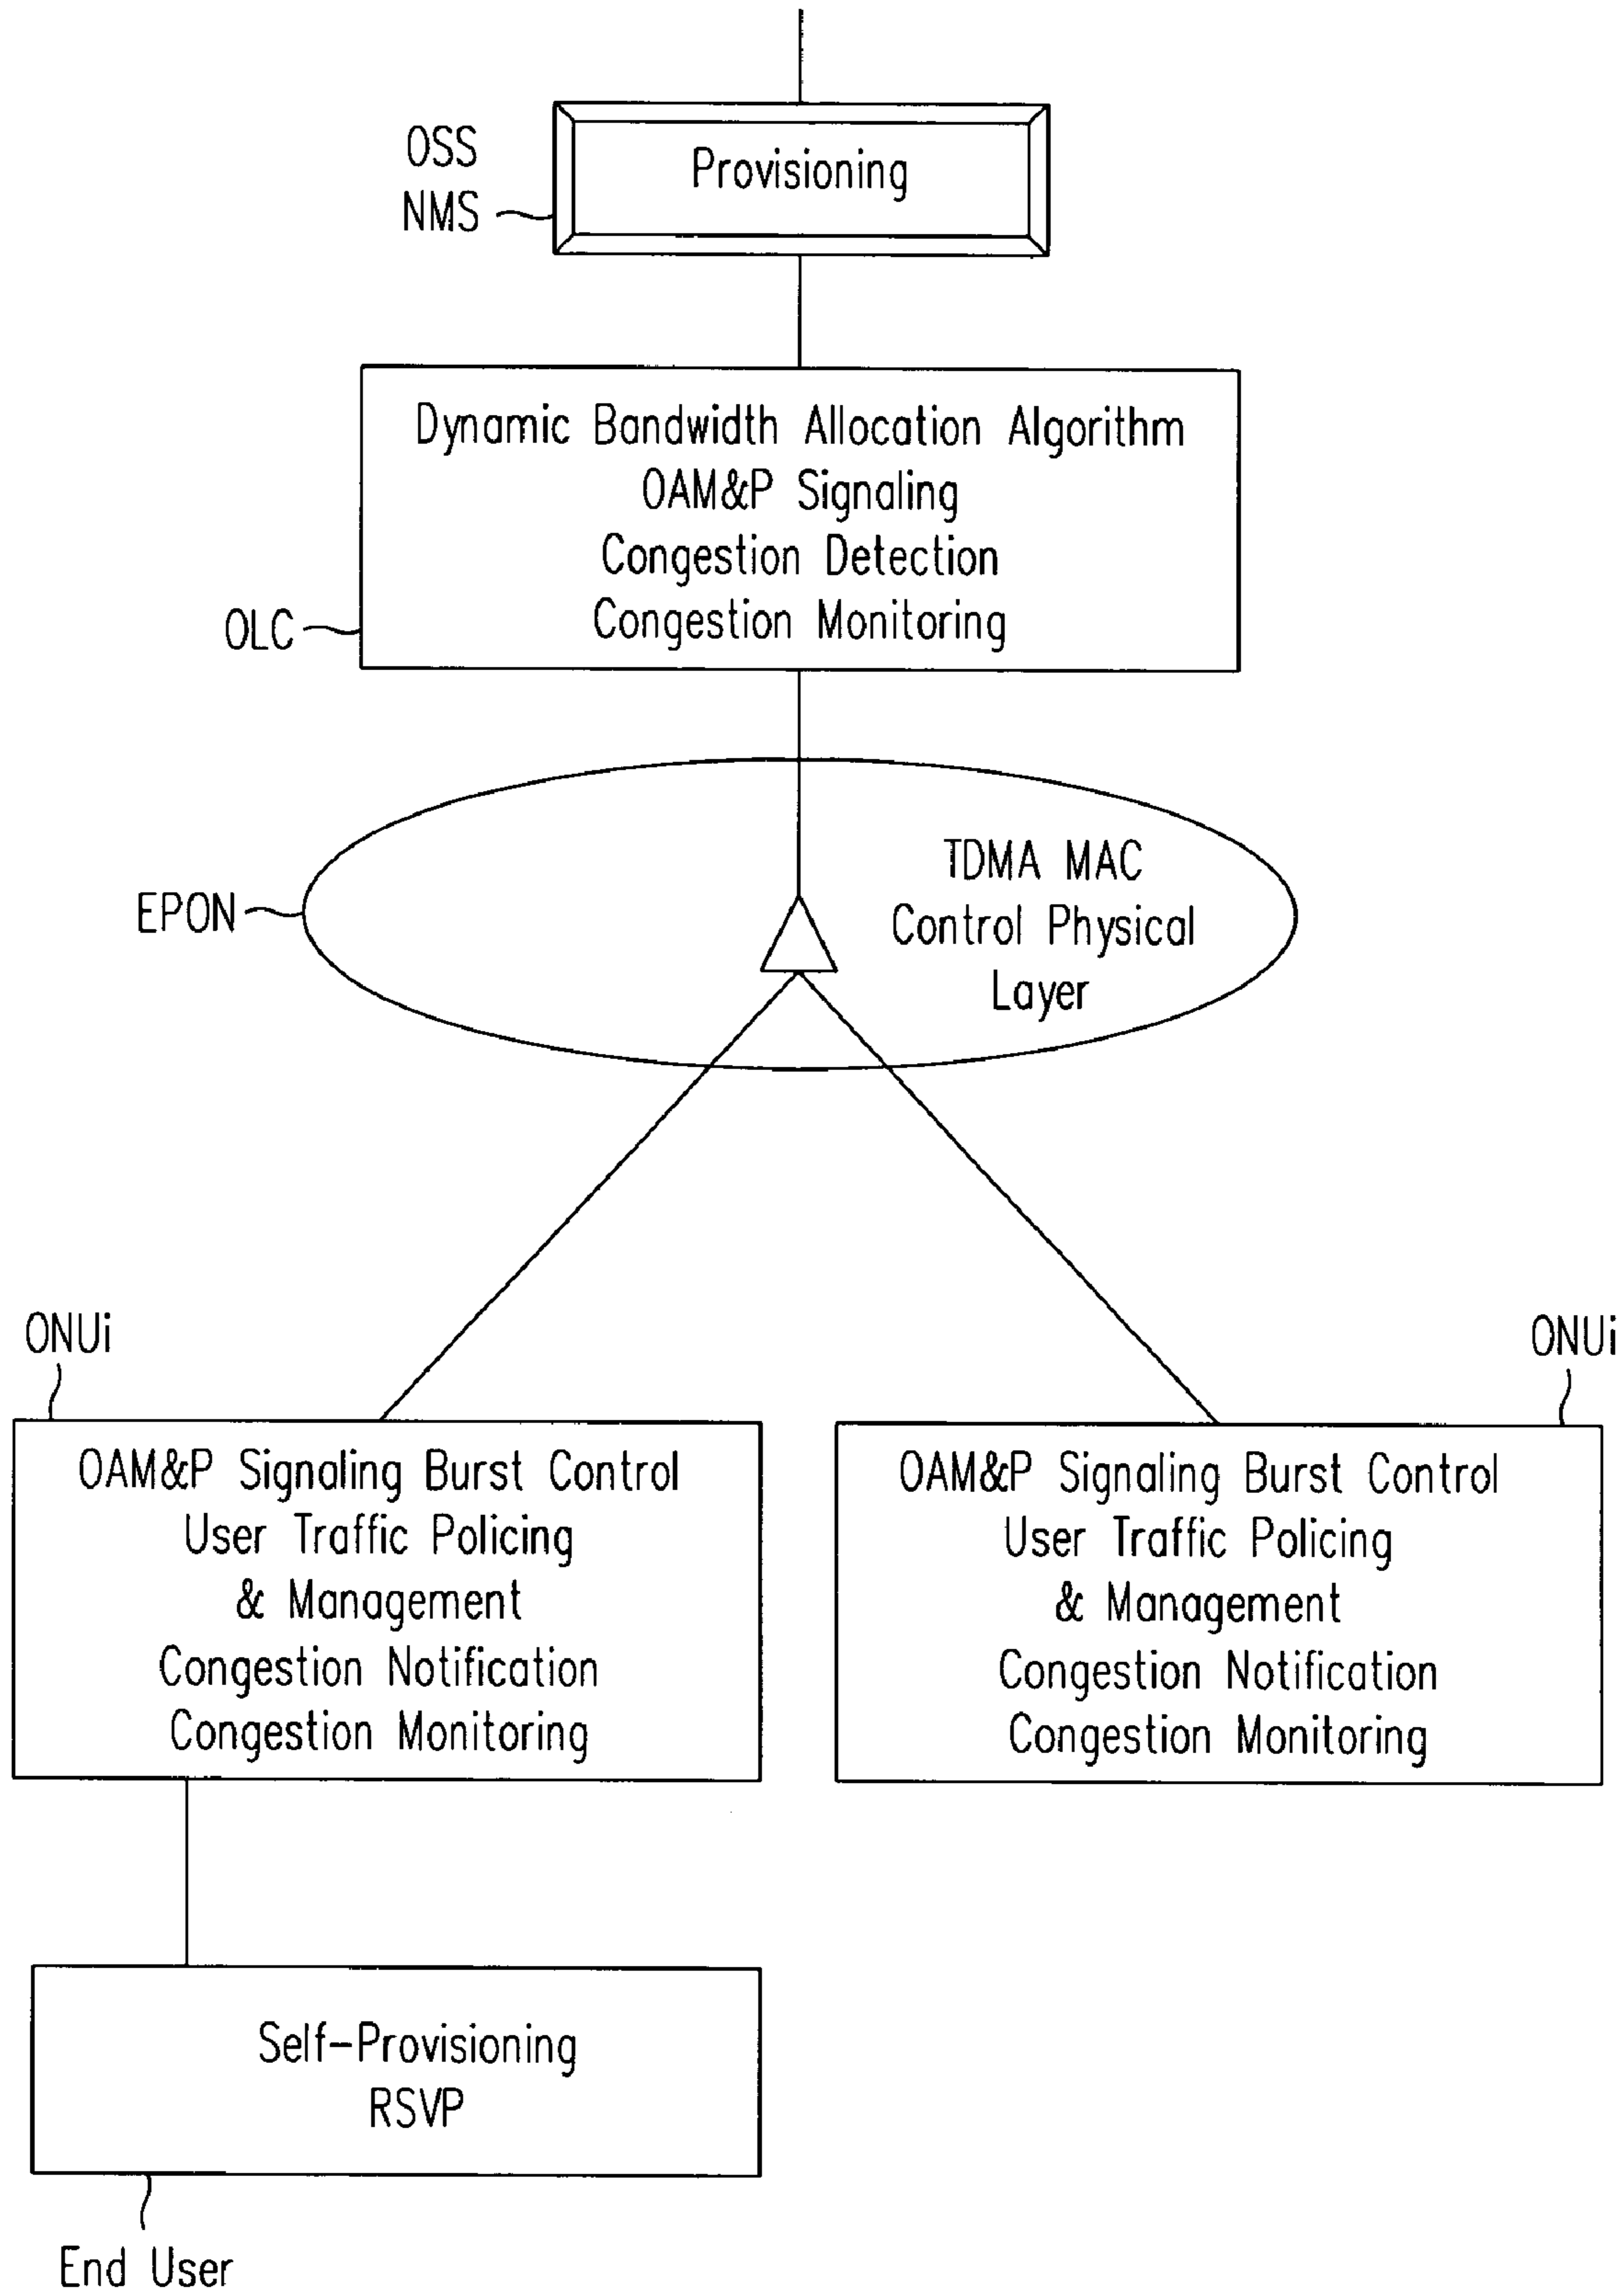 OSS
NMS
Provisioning
Dynamic Bandwidth Allocation Algorithm
OAM&P Signaling
Congestion Detection
Congestion Monitoring
OLC
TDMA MAC
Control Physical
Layer
EPON
ONUi
OAM&P Signaling Burst Control
User Traffic Policing
& Management
Congestion Notification
Congestion Monitoring
ONUi
OAM&P Signaling Burst Control
User Traffic Policing
& Management
Congestion Notification
Congestion Monitoring
Self-Provisioning
RSVP
End User